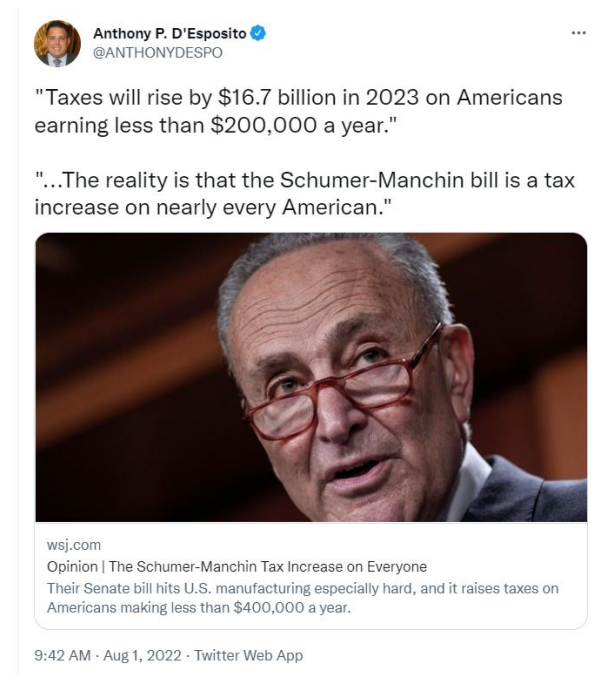 Anthony P. D'Esposito
@ANTHONYDESPO
"Taxes will rise by $16.7 billion in 2023 on Americans
earning less than $200,000 a year."
"...The reality is that the Schumer-Manchin bill is a tax
increase on nearly every American."
wsj.com
Opinion | The Schumer-Manchin Tax Increase on Everyone
Their Senate bill hits U.S. manufacturing especially hard, and it raises taxes on
Americans making less than $400,000 a year.
9:42 AM · Aug 1, 2022 · Twitter Web App